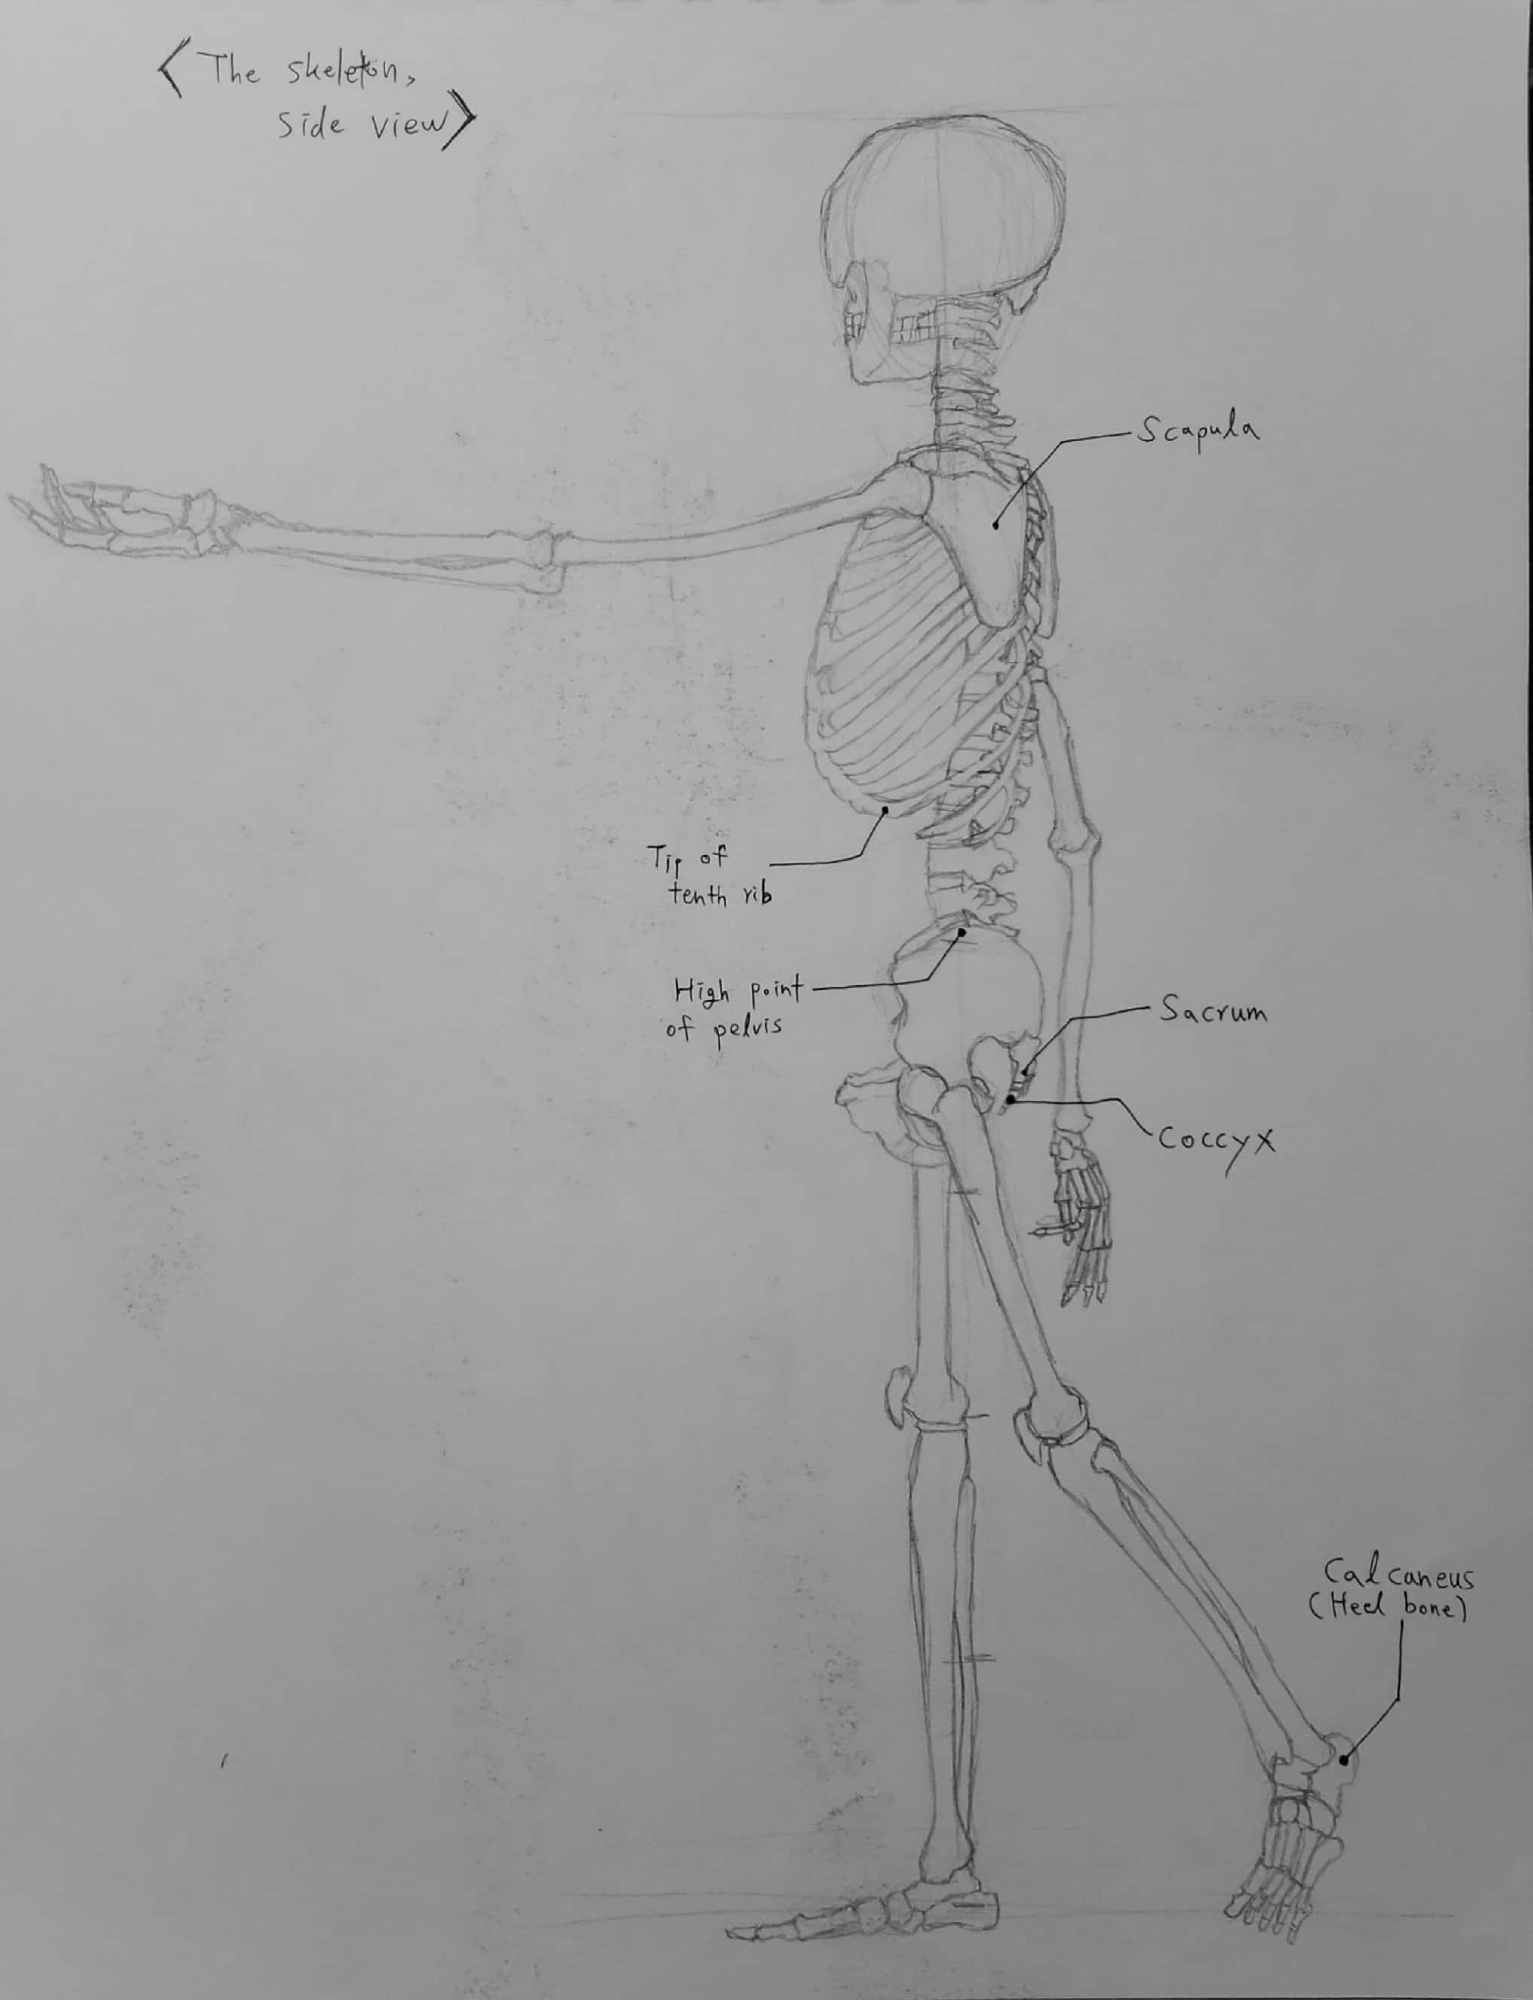 <The skeleton,
side view>
Scapula
Tip of
tenth rib
High point
of pelvis
Sacrum
Coccyx
Calcaneus
(Heel bone)